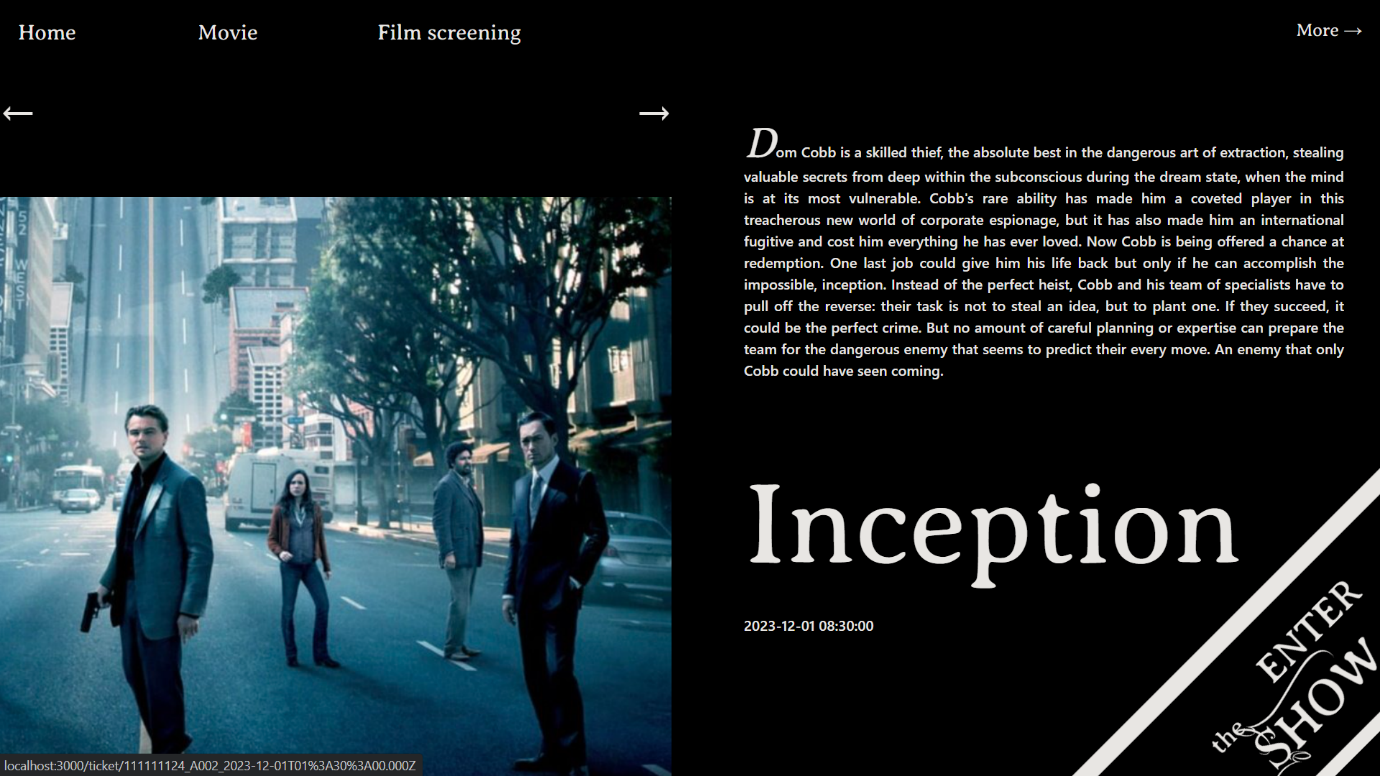 Home Movie Film screening More →
← →
Dom Cobb is a skilled thief, the absolute best in the dangerous art of extraction, stealing
valuable secrets from deep within the subconscious during the dream state, when the mind
is at its most vulnerable. Cobb's rare ability has made him a coveted player in this
treacherous new world of corporate espionage, but it has also made him an international
fugitive and cost him everything he has ever loved. Now Cobb is being offered a chance at
redemption. One last job could give him his life back but only if he can accomplish the
impossible, inception. Instead of the perfect heist, Cobb and his team of specialists have to
pull off the reverse: their task is not to steal an idea, but to plant one. If they succeed, it
could be the perfect crime. But no amount of careful planning or expertise can prepare the
team for the dangerous enemy that seems to predict their every move. An enemy that only
Cobb could have seen coming.
Inception
2023-12-01 08:30:00
ENTER
the SHOW
localhost:3000/ticket/111111124_A002_2023-12-01T01%3A30%3A00.000Z